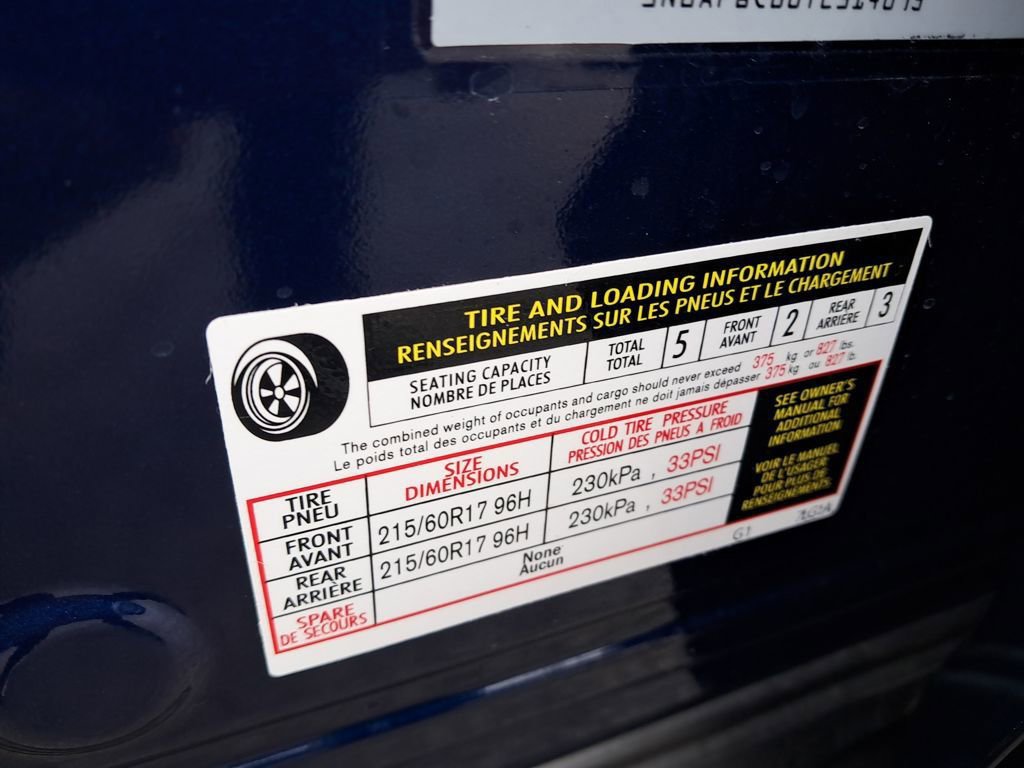 TIRE AND LOADING INFORMATION
RENSEIGNEMENTS SUR LES PNEUS ET LE CHARGEMENT
SEATING CAPACITY
NOMBRE DE PLACES
TOTAL
TOTAL
5
FRONT
AVANT
2
REAR
ARRIÈRE
3
The combined weight of occupants and cargo should never exceed 375 kg or 827 lbs.
Le poids total des occupants et du chargement ne doit jamais dépasser 375 kg ou 827 lb.
TIRE
PNEU
SIZE
DIMENSIONS
COLD TIRE PRESSURE
PRESSION DES PNEUS A FROID
FRONT
AVANT
215/60R17 96H
230kPa , 33PSI
REAR
ARRIÈRE
215/60R17 96H
230kPa , 33PSI
SPARE
DE SECOURS
None
Aucun
SEE OWNER'S
MANUAL FOR
ADDITIONAL
INFORMATION
VOIR LE MANUEL
DE L'USAGER
POUR PLUS DE
RENSEIGNEMENTS
G1